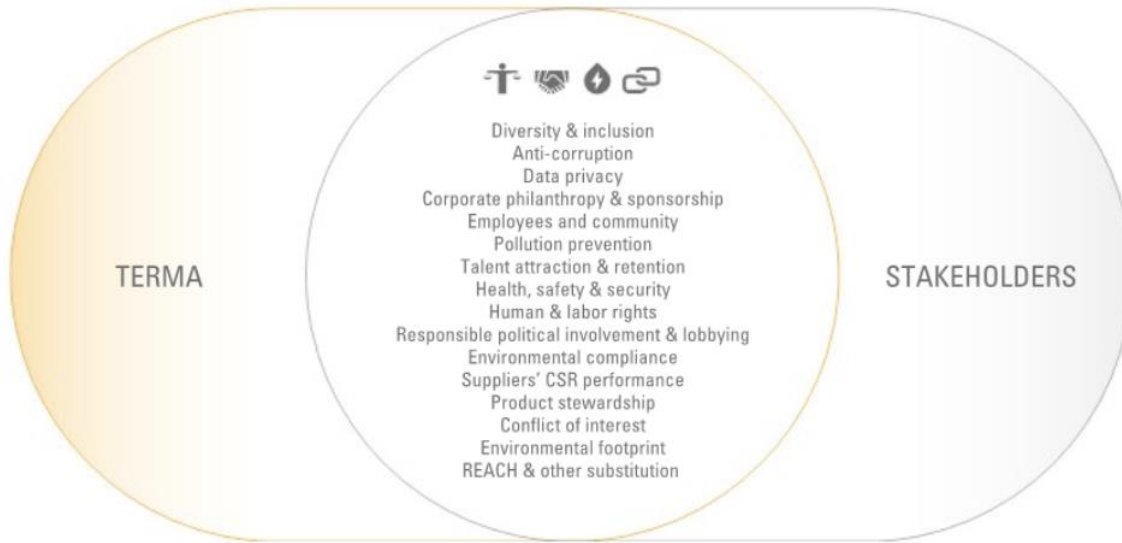 Diversity & inclusion
Anti-corruption
Data privacy
Corporate philanthropy & sponsorship
Employees and community
Pollution prevention
Talent attraction & retention
Health, safety & security
Human & labor rights
Responsible political involvement & lobbying
Environmental compliance
Suppliers' CSR performance
Product stewardship
Conflict of interest
Environmental footprint
REACH & other substitution
TERMA
STAKEHOLDERS